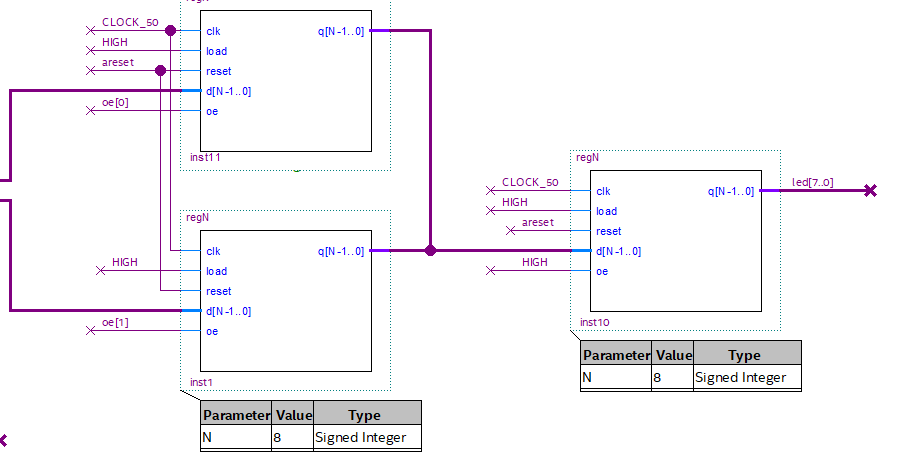 regN
CLOCK_50
HIGH
areset
oe[0]
clk
load
reset
d[N-1..0]
oe
q[N-1..0]
inst11
regN
HIGH
oe[1]
clk
load
reset
d[N-1..0]
oe
q[N-1..0]
inst1
Parameter Value Type
N 8 Signed Integer
regN
CLOCK_50
HIGH
areset
HIGH
clk
load
reset
d[N-1..0]
oe
q[N-1..0]
led[7..0]
inst10
Parameter Value Type
N 8 Signed Integer